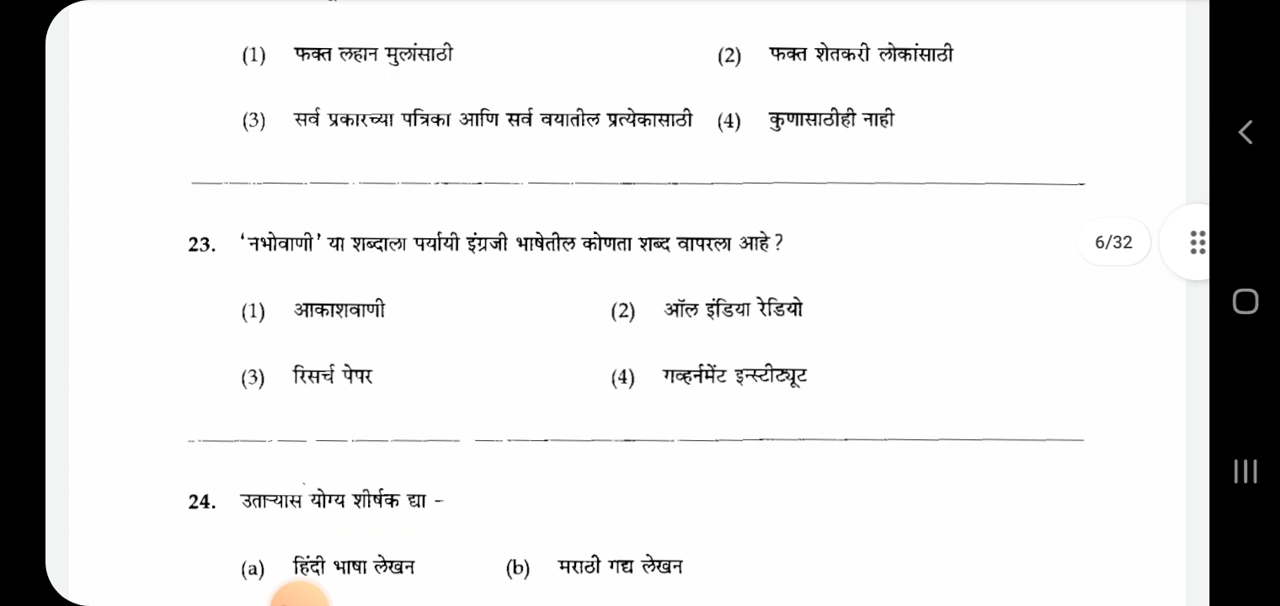 (1) फक्त लहान मुलांसाठी (2) फक्त शेतकरी लोकांसाठी
(3) सर्व प्रकारच्या पत्रिका आणि सर्व वयातील प्रत्येकासाठी (4) कुणासाठीही नाही
23. 'नभोवाणी' या शब्दाला पर्यायी इंग्रजी भाषेतील कोणता शब्द वापरला आहे ?
6/32
(1) आकाशवाणी (2) ऑल इंडिया रेडियो
(3) रिसर्च पेपर (4) गव्हर्नमेंट इन्स्टीट्यूट
24. उताऱ्यास योग्य शीर्षक द्या -
(a) हिंदी भाषा लेखन (b) मराठी गद्य लेखन